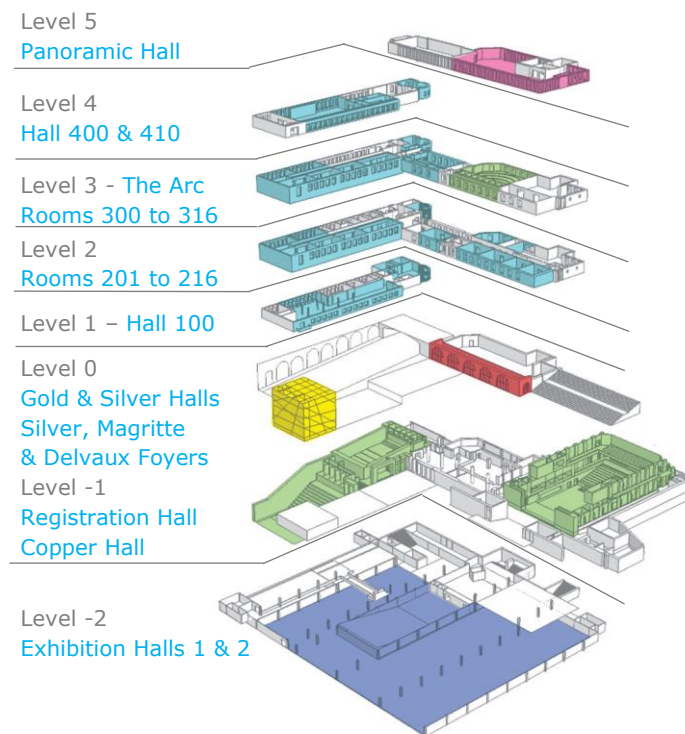 Level 5
Panoramic Hall
Level 4
Hall 400 & 410
Level 3 - The Arc
Rooms 300 to 316
Level 2
Rooms 201 to 216
Level 1 – Hall 100
Level 0
Gold & Silver Halls
Silver, Magritte
& Delvaux Foyers
Level -1
Registration Hall
Copper Hall
Level -2
Exhibition Halls 1 & 2